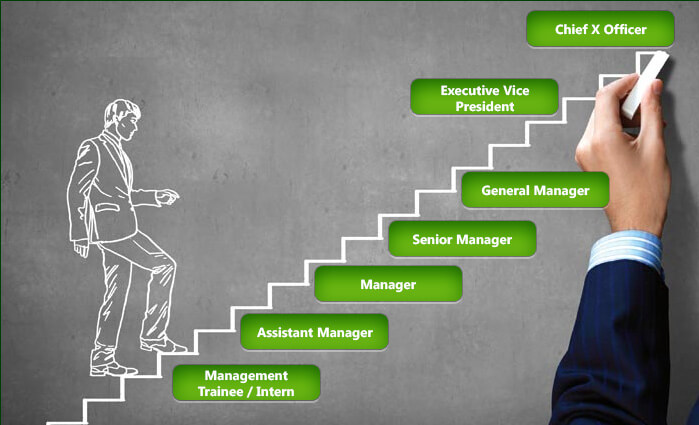 Chief X Officer
Executive Vice
President
General Manager
Senior Manager
Manager
Assistant Manager
Management
Trainee / Intern